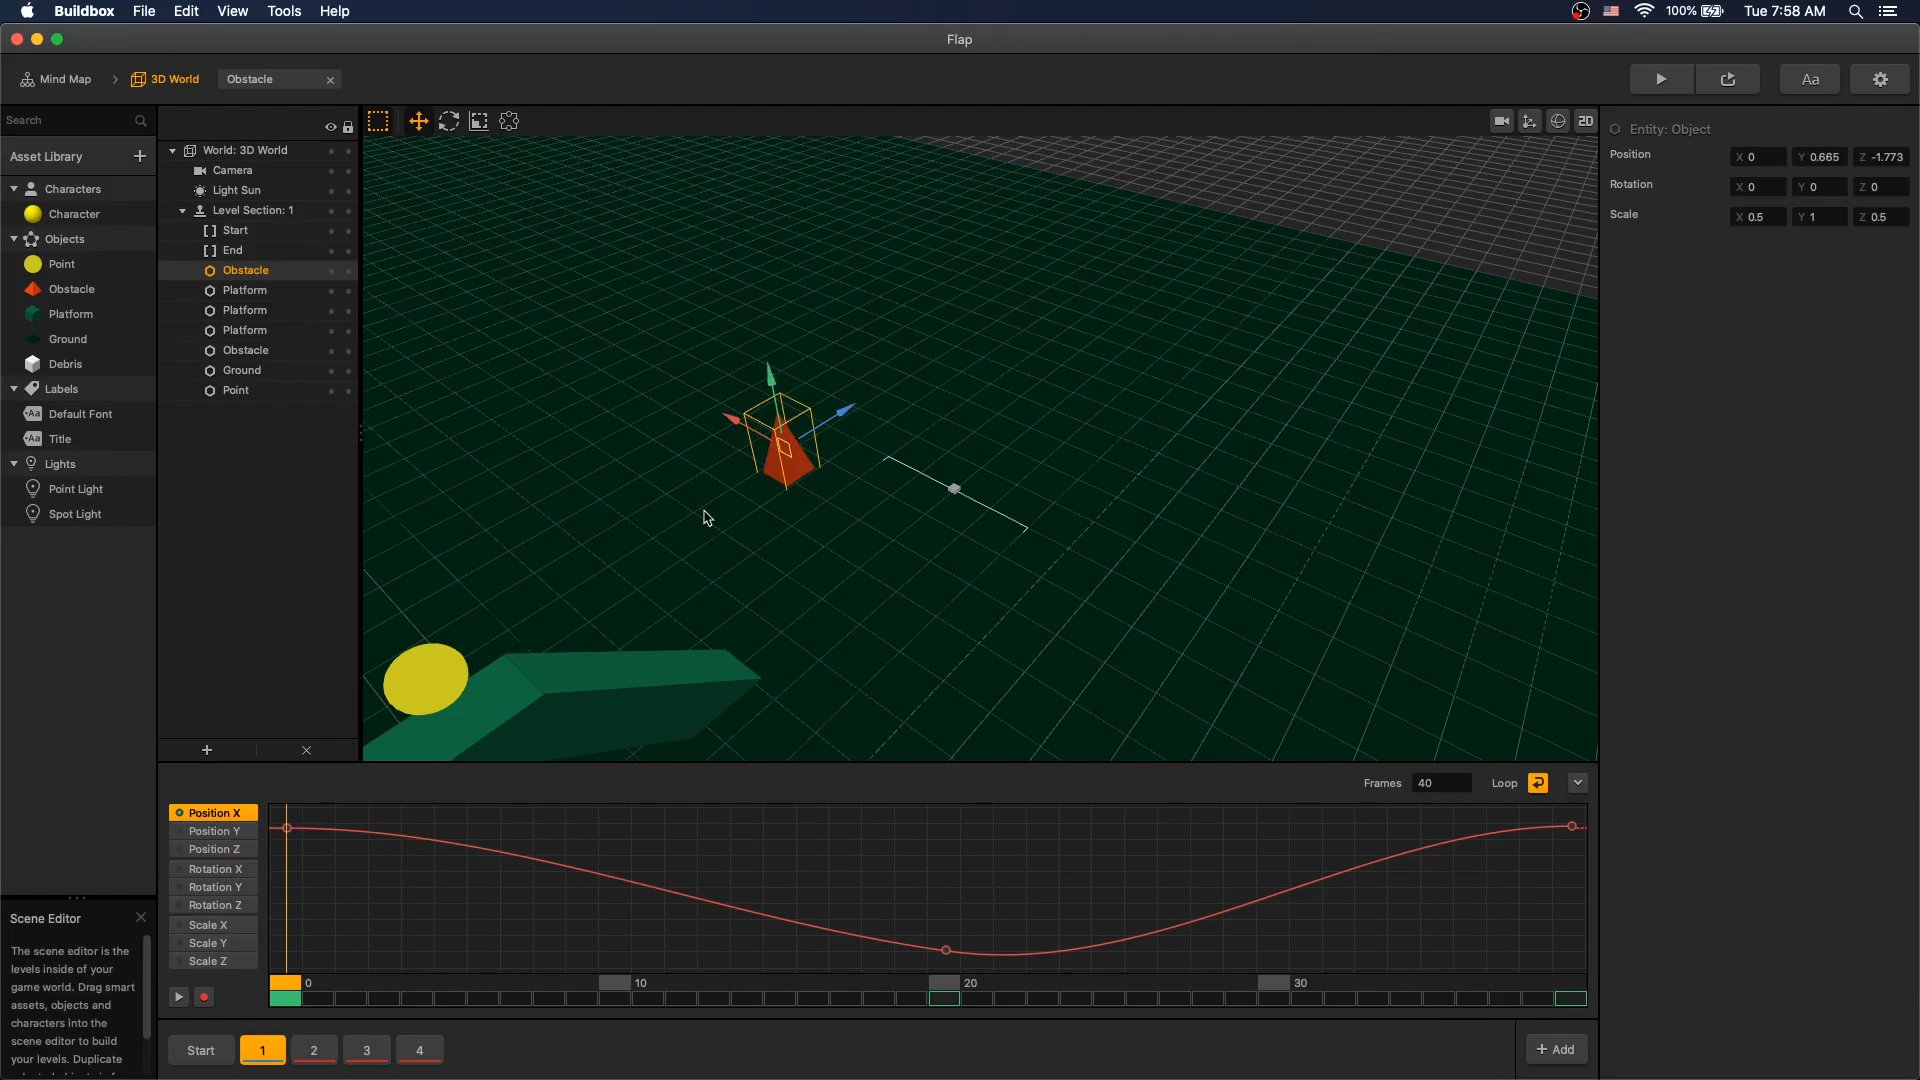 Buildbox File Edit View Tools Help
100% Tue 7:58 AM
Flap
Mind Map 3D World Obstacle
Aa
Search
Asset Library
Characters
Character
Objects
Point
Obstacle
Platform
Ground
Debris
Labels
Aa Default Font
Aa Title
Lights
Point Light
Spot Light
World: 3D World
Camera
Light Sun
Level Section: 1
Start
End
Obstacle
Platform
Platform
Platform
Obstacle
Ground
Point
2D
Entity: Object
Position X 0 Y 0.665 Z -1.773
Rotation X 0 Y 0 Z 0
Scale X 0.5 Y 1 Z 0.5
Frames 40 Loop
Position X
Position Y
Position Z
Rotation X
Rotation Y
Rotation Z
Scale X
Scale Y
Scale Z
0 10 20 30
Scene Editor
The scene editor is the
levels inside of your
game world. Drag smart
assets, objects and
characters into the
scene editor to build
your levels. Duplicate
Start 1 2 3 4
+ Add